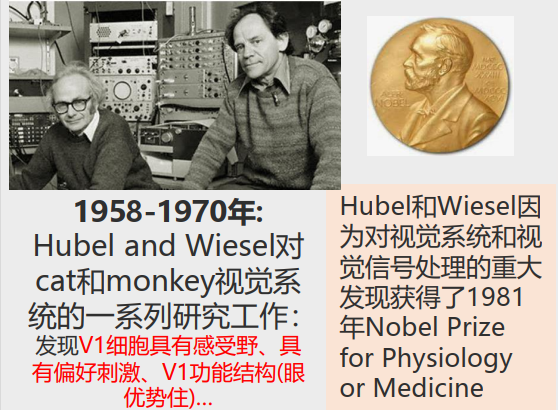 1958-1970年:
Hubel and Wiesel对
cat和monkey视觉系
统的一系列研究工作：
发现V1细胞具有感受野、具
有偏好刺激、V1功能结构(眼
优势住)...
Hubel和Wiesel因
为对视觉系统和视
觉信号处理的重大
发现获得了1981
年Nobel Prize
for Physiology
or Medicine